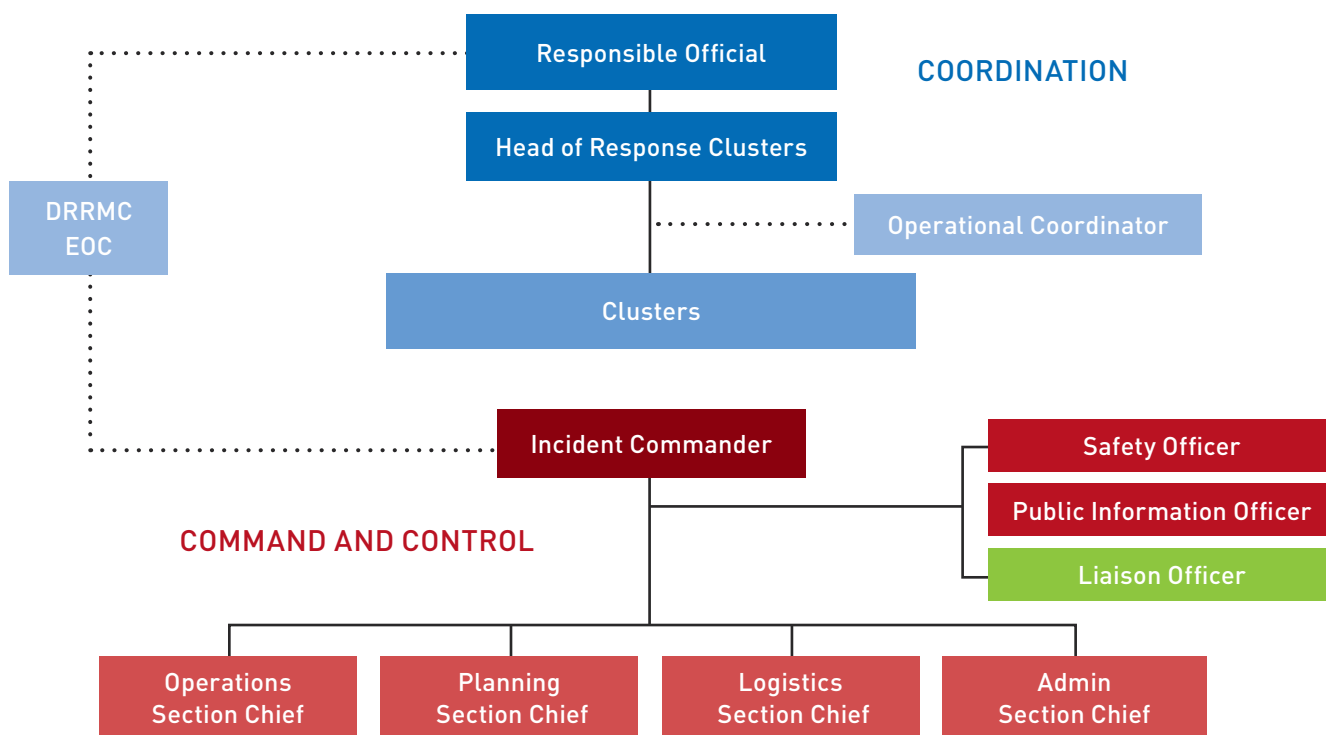 Responsible Official
COORDINATION
Head of Response Clusters
DRRMC
EOC
Operational Coordinator
Clusters
Incident Commander
Safety Officer
Public Information Officer
COMMAND AND CONTROL
Liaison Officer
Operations
Section Chief
Planning
Section Chief
Logistics
Section Chief
Admin
Section Chief